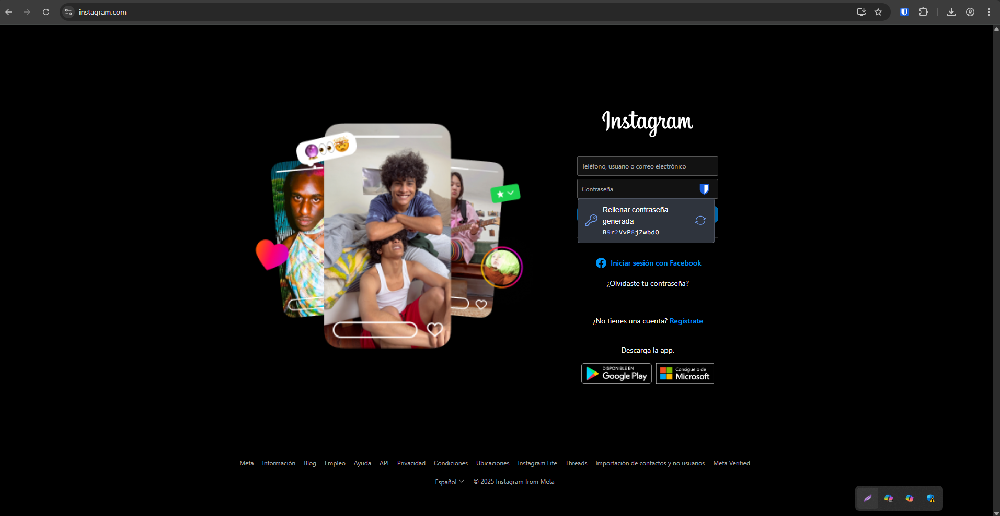 instagram.com
Instagram
Teléfono, usuario o correo electrónico
Contraseña
Rellenar contraseña
generada
B9r2VvP8jZwbdO
Iniciar sesión con Facebook
¿Olvidaste tu contraseña?
¿No tienes una cuenta? Regístrate
Descarga la app.
DISPONIBLE EN
Google Play
Consíguelo de
Microsoft
Meta Información Blog Empleo Ayuda API Privacidad Condiciones Ubicaciones Instagram Lite Threads Importación de contactos y no usuarios Meta Verified
Español © 2025 Instagram from Meta